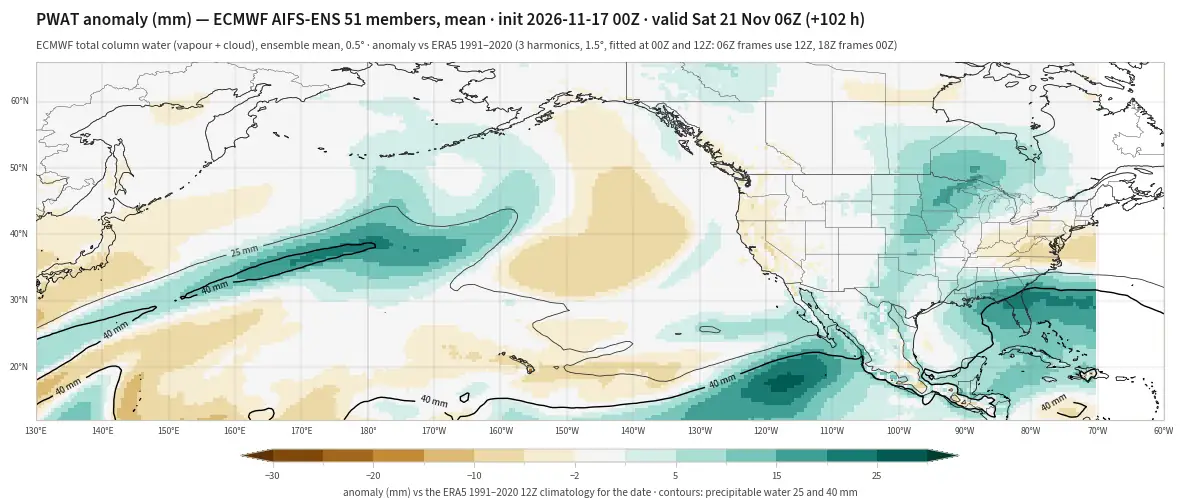 PWAT anomaly (mm) — ECMWF AIFS-ENS 51 members, mean · init 2026-11-17 00Z · valid Sat 21 Nov 06Z (+102 h)
ECMWF total column water (vapour + cloud), ensemble mean, 0.5° · anomaly vs ERA5 1991–2020 (3 harmonics, 1.5°, fitted at 00Z and 12Z: 06Z frames use 12Z, 18Z frames 00Z)
60°N
50°N
40°N
30°N
20°N
25 mm
40 mm
40 mm
40 mm
40 mm
40 mm
40 mm
130°E 140°E 150°E 160°E 170°E 180° 170°W 160°W 150°W 140°W 130°W 120°W 110°W 100°W 90°W 80°W 70°W 60°W
−30 −20 −10 −2 5 15 25
anomaly (mm) vs the ERA5 1991–2020 12Z climatology for the date · contours: precipitable water 25 and 40 mm